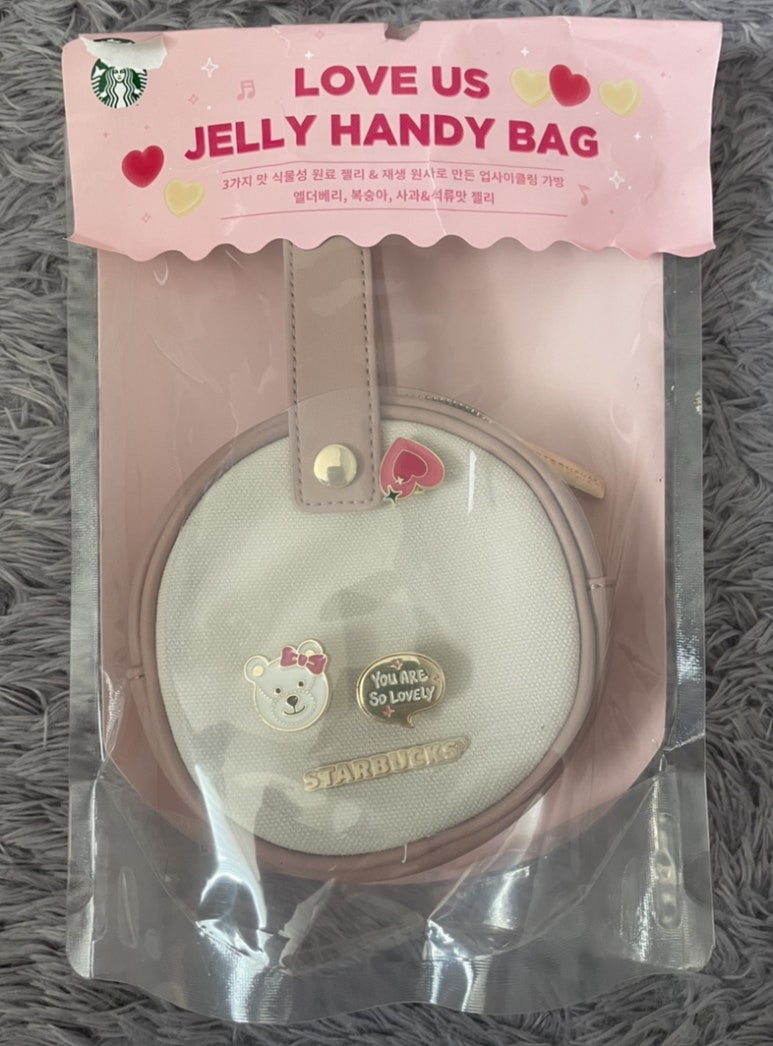 LOVE US
JELLY HANDY BAG
3가지 맛 식물성 원료 젤리 & 재생 원사로 만든 업사이클링 가방
엘더베리, 복숭아, 사과&석류맛 젤리
YOU ARE
SO LOVELY
STARBUCKS